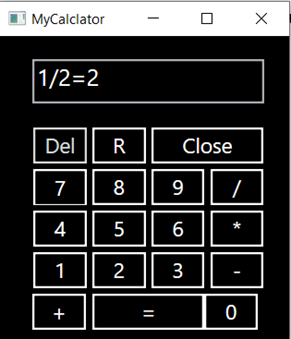 MyCalclator
1/2=2
Del R Close
7 8 9 /
4 5 6 *
1 2 3 -
+ = 0